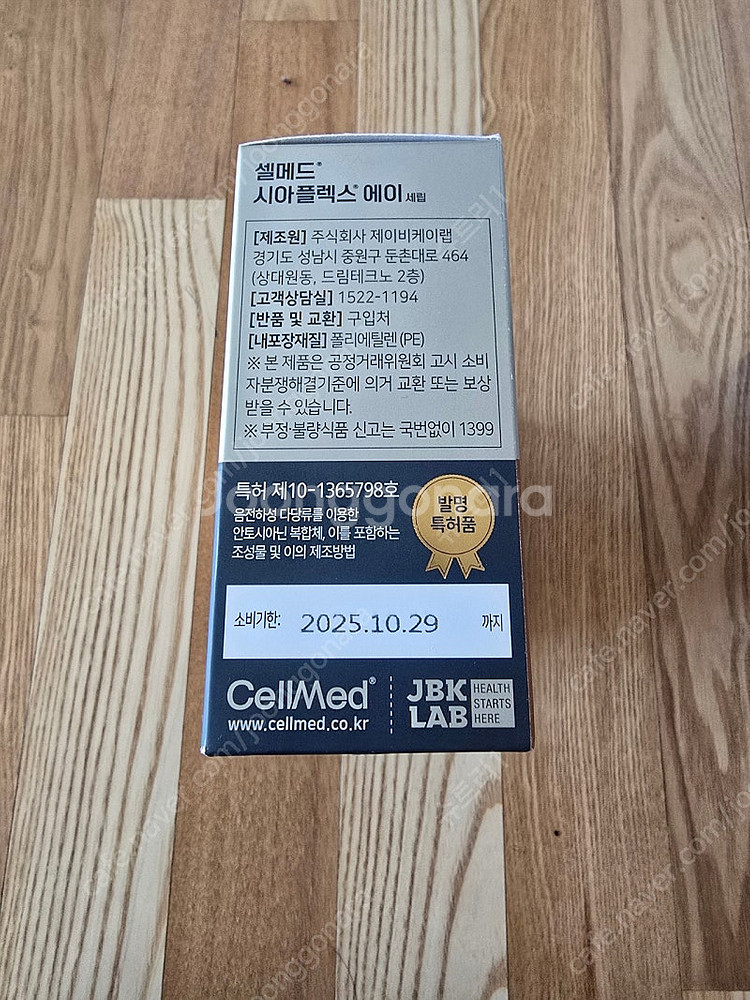 셀메드®
시아플렉스® 에이 세립
[제조원] 주식회사 제이비케이랩
경기도 성남시 중원구 둔촌대로 464
(상대원동, 드림테크노 2층)
[고객상담실] 1522-1194
[반품 및 교환] 구입처
[내포장재질] 폴리에틸렌(PE)
※ 본 제품은 공정거래위원회 고시 소비
자분쟁해결기준에 의거 교환 또는 보상
받을 수 있습니다.
※ 부정·불량식품 신고는 국번없이 1399
특허 제10-1365798호
음전하성 다당류를 이용한
안토시아닌 복합체, 이를 포함하는
조성물 및 이의 제조방법
발명
특허품
소비기한: 2025.10.29 까지
CellMed®
www.cellmed.co.kr
JBK
LAB
HEALTH
STARTS
HERE
joonggonara